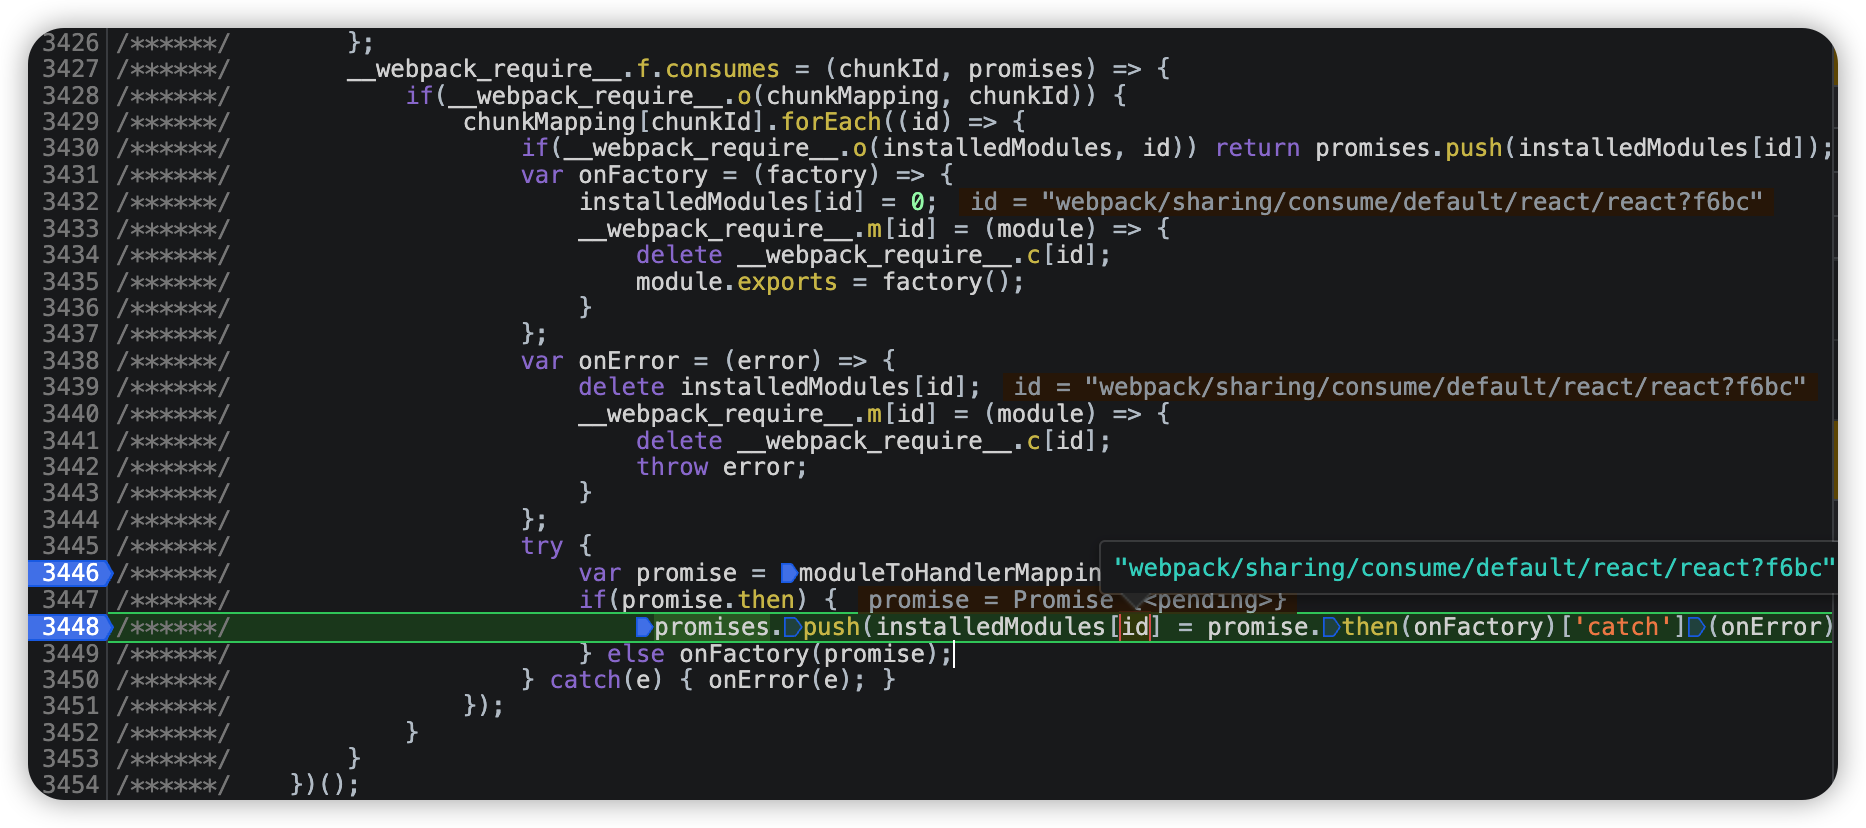 3426 /******/ };
3427 /******/ __webpack_require__.f.consumes = (chunkId, promises) => {
3428 /******/ if(__webpack_require__.o(chunkMapping, chunkId)) {
3429 /******/ chunkMapping[chunkId].forEach((id) => {
3430 /******/ if(__webpack_require__.o(installedModules, id)) return promises.push(installedModules[id]);
3431 /******/ var onFactory = (factory) => {
3432 /******/ installedModules[id] = 0; id = "webpack/sharing/consume/default/react/react?f6bc"
3433 /******/ __webpack_require__.m[id] = (module) => {
3434 /******/ delete __webpack_require__.c[id];
3435 /******/ module.exports = factory();
3436 /******/ }
3437 /******/ };
3438 /******/ var onError = (error) => {
3439 /******/ delete installedModules[id]; id = "webpack/sharing/consume/default/react/react?f6bc"
3440 /******/ __webpack_require__.m[id] = (module) => {
3441 /******/ delete __webpack_require__.c[id];
3442 /******/ throw error;
3443 /******/ }
3444 /******/ };
3445 /******/ try {
3446 /******/ var promise = moduleToHandlerMappin "webpack/sharing/consume/default/react/react?f6bc"
3447 /******/ if(promise.then) { promise = Promise {<pending>}
3448 /******/ promises.push(installedModules[id] = promise.then(onFactory)['catch'](onError)
3449 /******/ } else onFactory(promise);
3450 /******/ } catch(e) { onError(e); }
3451 /******/ });
3452 /******/ }
3453 /******/ }
3454 /******/ })();